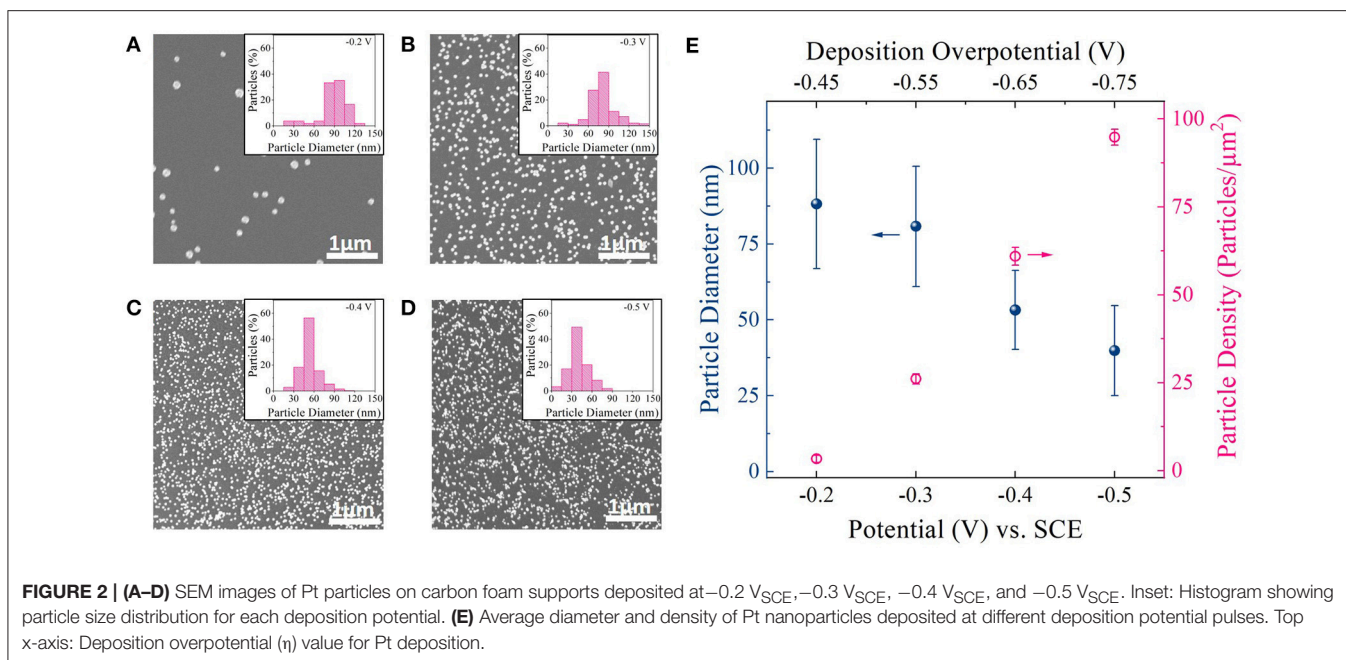 A
-0.2 V
60
40
20
0
Particles (%)
0 30 60 90 120 150
Particle Diameter (nm)
1µm
B
-0.3 V
60
40
20
0
Particles (%)
0 30 60 90 120 150
Particle Diameter (nm)
1µm
C
-0.4 V
60
40
20
0
Particles (%)
0 30 60 90 120 150
Particle Diameter (nm)
1µm
D
-0.5 V
60
40
20
0
Particles (%)
0 30 60 90 120 150
Particle Diameter (nm)
1µm
E
Deposition Overpotential (V)
-0.45 -0.55 -0.65 -0.75
Particle Diameter (nm)
100
75
50
25
0
100
75
50
25
0
Particle Density (Particles/µm²)
-0.2 -0.3 -0.4 -0.5
Potential (V) vs. SCE
FIGURE 2 | (A–D) SEM images of Pt particles on carbon foam supports deposited at−0.2 VSCE,−0.3 VSCE, −0.4 VSCE, and −0.5 VSCE. Inset: Histogram showing
particle size distribution for each deposition potential. (E) Average diameter and density of Pt nanoparticles deposited at different deposition potential pulses. Top
x-axis: Deposition overpotential (η) value for Pt deposition.